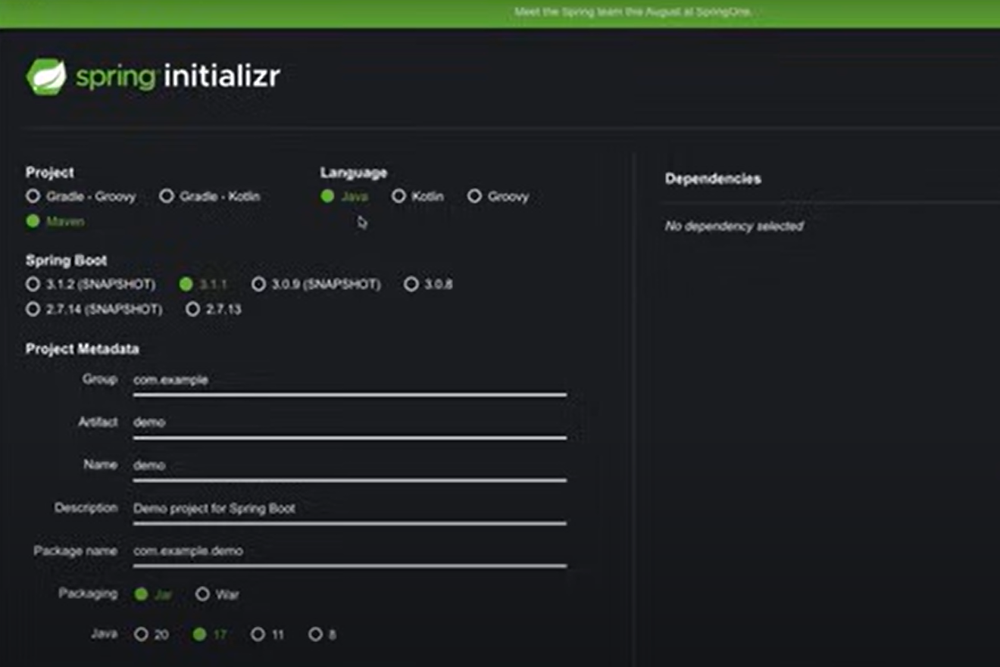 Meet the Spring team this August at SpringOne.
spring initializr
Project
Gradle - Groovy Gradle - Kotlin
Maven
Language
Java Kotlin Groovy
Spring Boot
3.1.2 (SNAPSHOT) 3.1.1 3.0.9 (SNAPSHOT) 3.0.8
2.7.14 (SNAPSHOT) 2.7.13
Project Metadata
Group com.example
Artifact demo
Name demo
Description Demo project for Spring Boot
Package name com.example.demo
Packaging Jar War
Java 20 17 11 8
Dependencies
No dependency selected